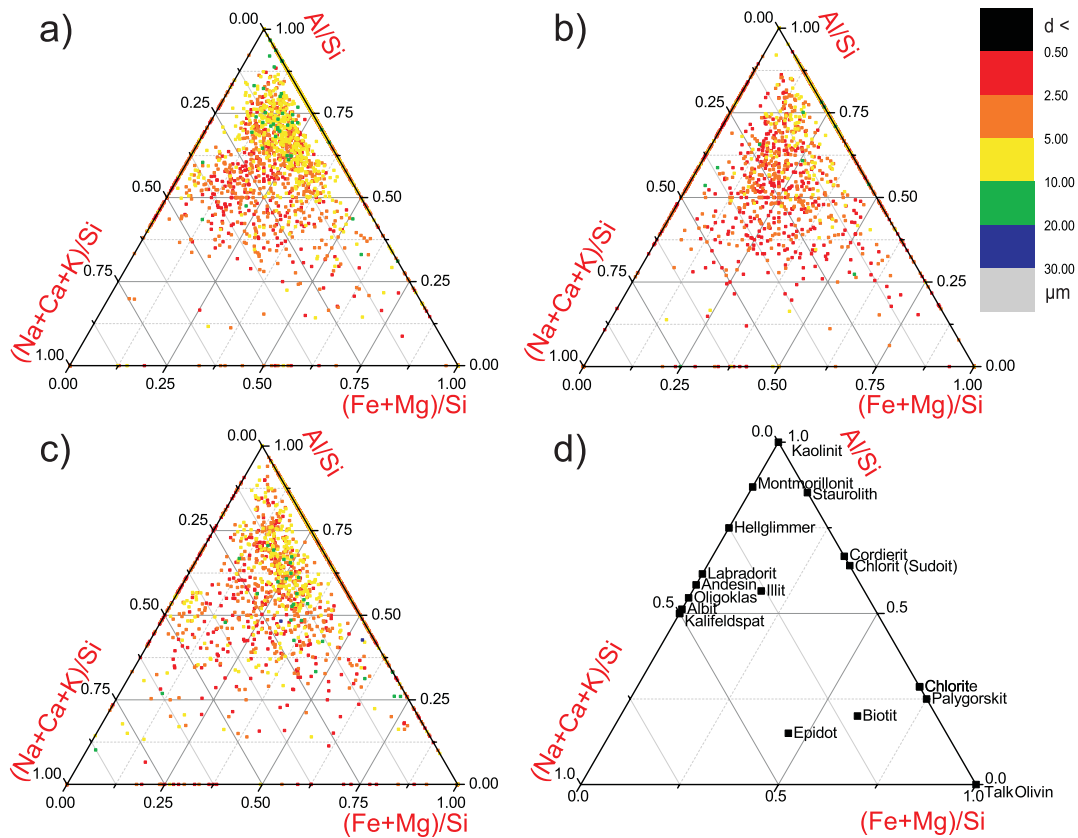 a)
0.00
1.00
Al/Si
0.25
0.75
0.50
0.50
0.75
0.25
(Na+Ca+K)/Si
1.00
0.00
0.00
0.25
0.50
0.75
1.00
(Fe+Mg)/Si
b)
0.00
1.00
Al/Si
0.25
0.75
0.50
0.50
0.75
0.25
(Na+Ca+K)/Si
1.00
0.00
0.00
0.25
0.50
0.75
1.00
(Fe+Mg)/Si
d <
0.50
2.50
5.00
10.00
20.00
30.00
µm
c)
0.00
1.00
Al/Si
0.25
0.75
0.50
0.50
0.75
0.25
(Na+Ca+K)/Si
1.00
0.00
0.00
0.25
0.50
0.75
1.00
(Fe+Mg)/Si
d)
0.0
1.0
Al/Si
Kaolinit
Montmorillonit
Staurolith
Hellglimmer
Cordierit
Chlorit (Sudoit)
Labradorit
Andesin
Illit
Oligoklas
0.5
Albit
0.5
Kalifeldspat
Chlorite
Palygorskit
Biotit
Epidot
(Na+Ca+K)/Si
1.0
0.0
Talk Olivin
0.0
0.5
1.0
(Fe+Mg)/Si